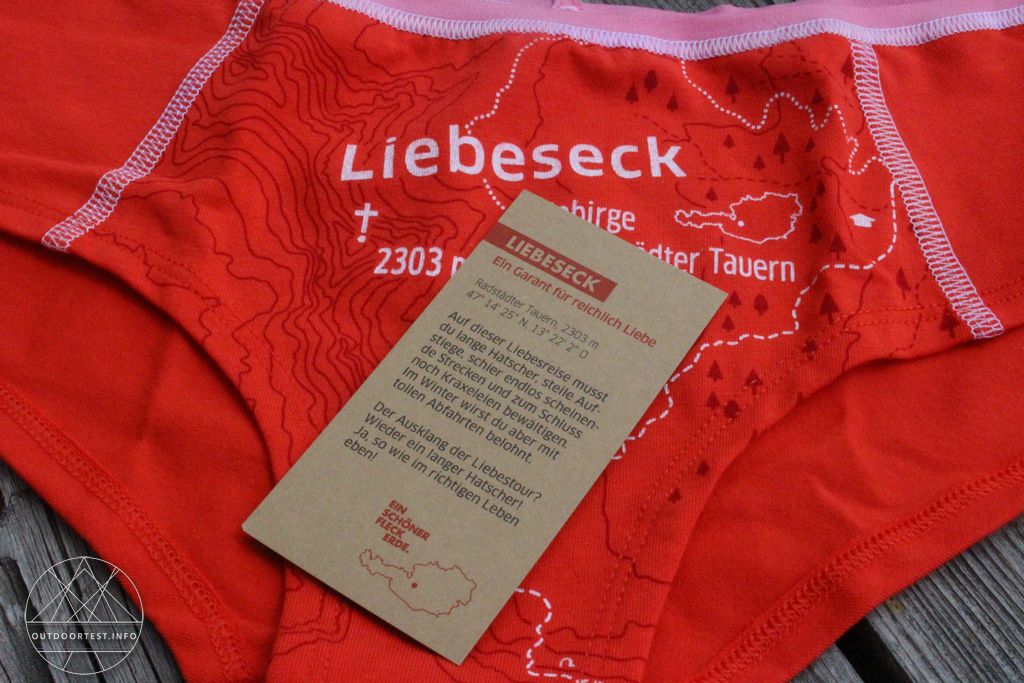 Liebeseck
birge
2303
dter Tauern
LIEBESECK
Ein Garant für reichlich Liebe
Radstädter Tauern, 2303 m
47° 14' 25" N, 13° 22' 2" O
Auf dieser Liebesreise musst
du lange Hatscher, steile Auf-
stiege, schier endlos scheinen-
de Strecken und zum Schluss
noch Kraxeleien bewältigen.
Im Winter wirst du aber mit
tollen Abfahrten belohnt.
Der Ausklang der Liebestour?
Wieder ein langer Hatscher!
Ja, so wie im richtigen Leben
eben!
EIN
SCHÖNER
FLECK
ERDE.
OUTDOORTEST.INFO